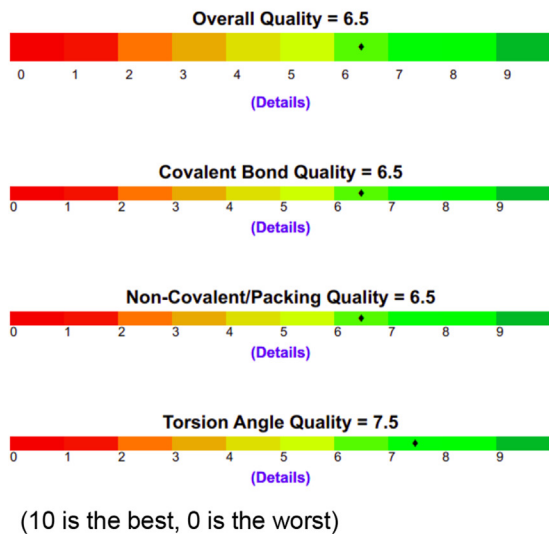 Overall Quality = 6.5
0 1 2 3 4 5 6 7 8 9
(Details)
Covalent Bond Quality = 6.5
0 1 2 3 4 5 6 7 8 9
(Details)
Non-Covalent/Packing Quality = 6.5
0 1 2 3 4 5 6 7 8 9
(Details)
Torsion Angle Quality = 7.5
0 1 2 3 4 5 6 7 8 9
(Details)
(10 is the best, 0 is the worst)